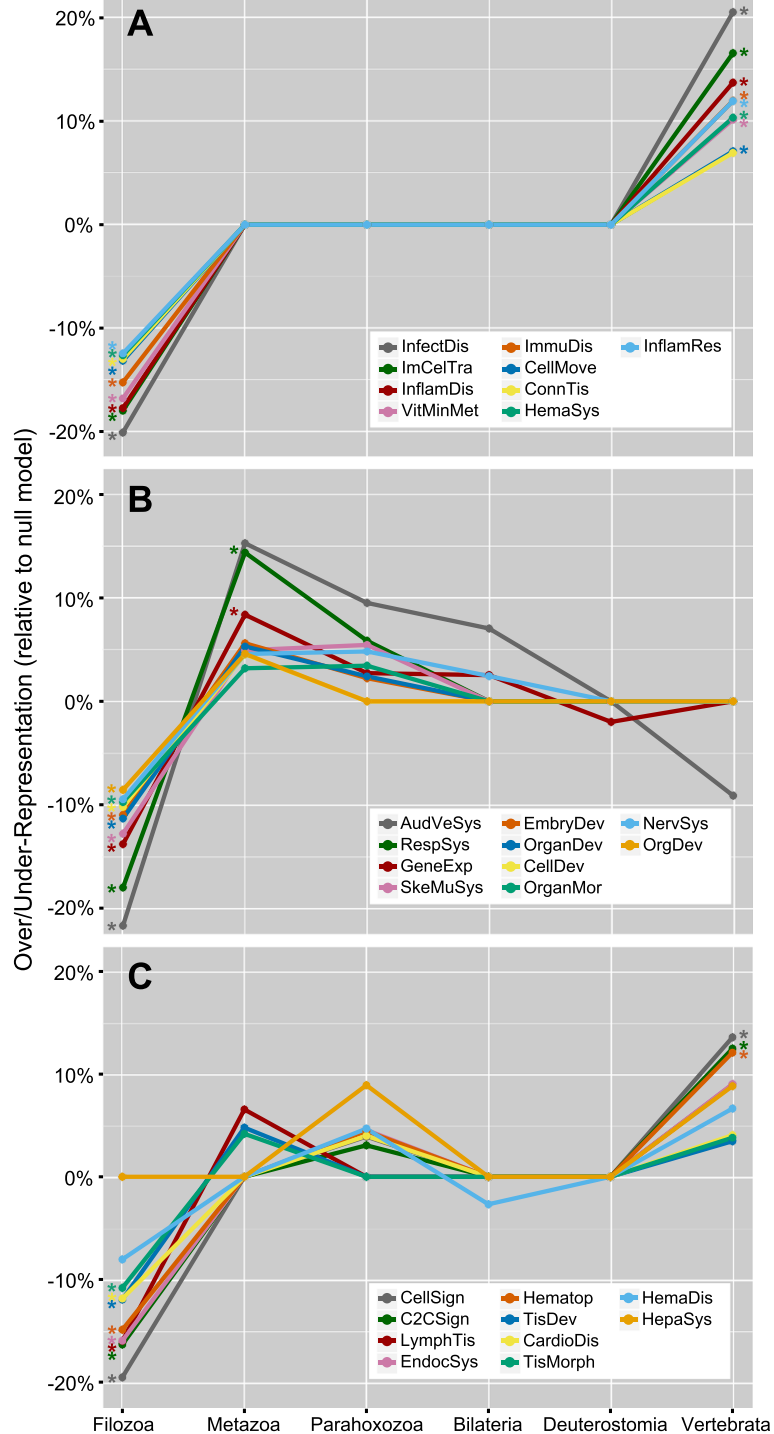 Over/Under-Representation (relative to null model)
A
20%
10%
0%
-10%
-20%
InfectDis ImmuDis InflamRes
ImCelTra CellMove
InflamDis ConnTis
VitMinMet HemaSys
B
20%
10%
0%
-10%
-20%
AudVeSys EmbryDev NervSys
RespSys OrganDev OrgDev
GeneExp CellDev
SkeMuSys OrganMor
C
20%
10%
0%
-10%
-20%
CellSign Hematop HemaDis
C2CSign TisDev HepaSys
LymphTis CardioDis
EndocSys TisMorph
Filozoa Metazoa Parahoxozoa Bilateria Deuterostomia Vertebrata